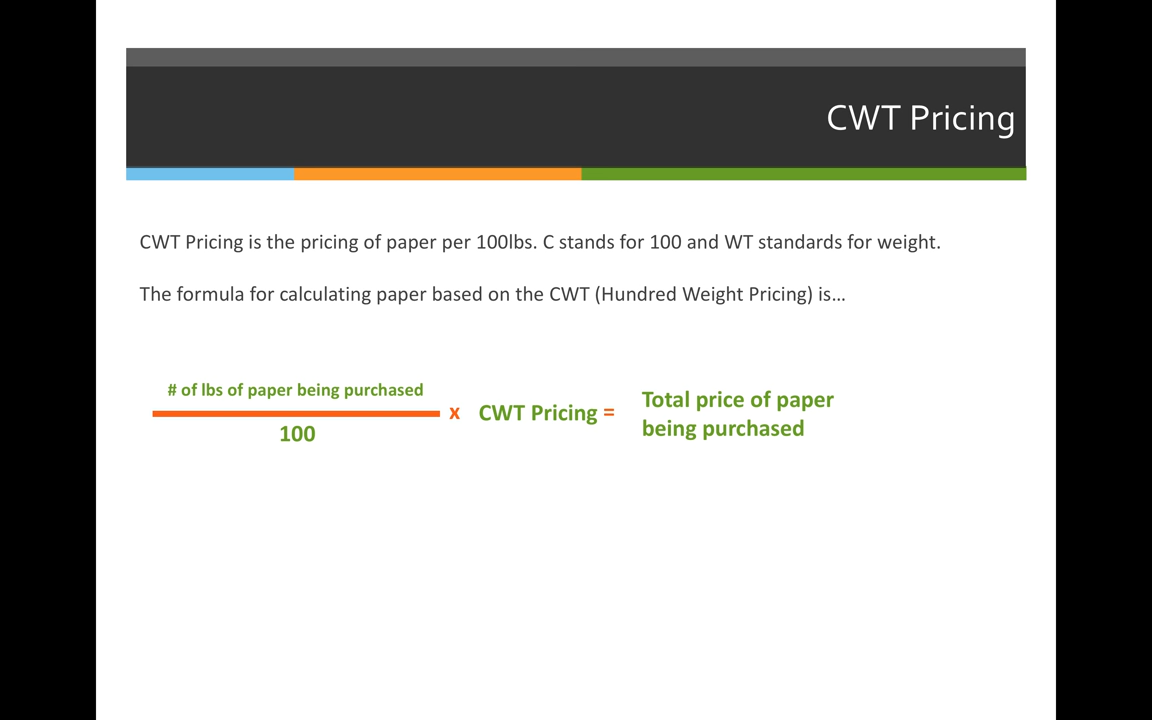 CWT Pricing
CWT Pricing is the pricing of paper per 100lbs. C stands for 100 and WT standards for weight.
The formula for calculating paper based on the CWT (Hundred Weight Pricing) is...
# of lbs of paper being purchased
100
x CWT Pricing =
Total price of paper
being purchased